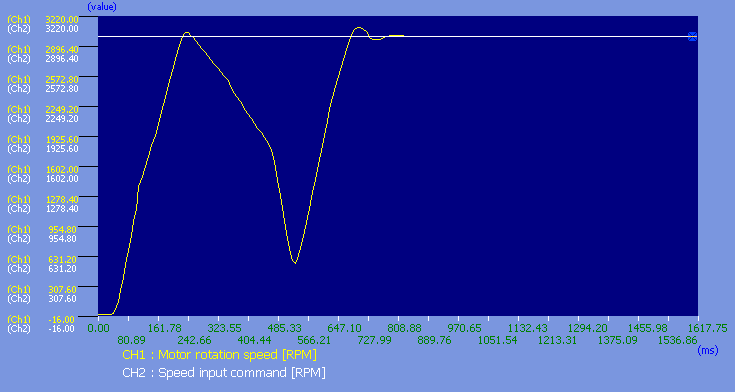 (value)
(Ch1) 3220.00
(Ch2) 3220.00
(Ch1) 2896.40
(Ch2) 2896.40
(Ch1) 2572.80
(Ch2) 2572.80
(Ch1) 2249.20
(Ch2) 2249.20
(Ch1) 1925.60
(Ch2) 1925.60
(Ch1) 1602.00
(Ch2) 1602.00
(Ch1) 1278.40
(Ch2) 1278.40
(Ch1) 954.80
(Ch2) 954.80
(Ch1) 631.20
(Ch2) 631.20
(Ch1) 307.60
(Ch2) 307.60
(Ch1) -16.00
(Ch2) -16.00
0.00 161.78 323.55 485.33 647.10 808.88 970.65 1132.43 1294.20 1455.98 1617.75
80.89 242.66 404.44 566.21 727.99 889.76 1051.54 1213.31 1375.09 1536.86
(ms)
CH1 : Motor rotation speed [RPM]
CH2 : Speed input command [RPM]